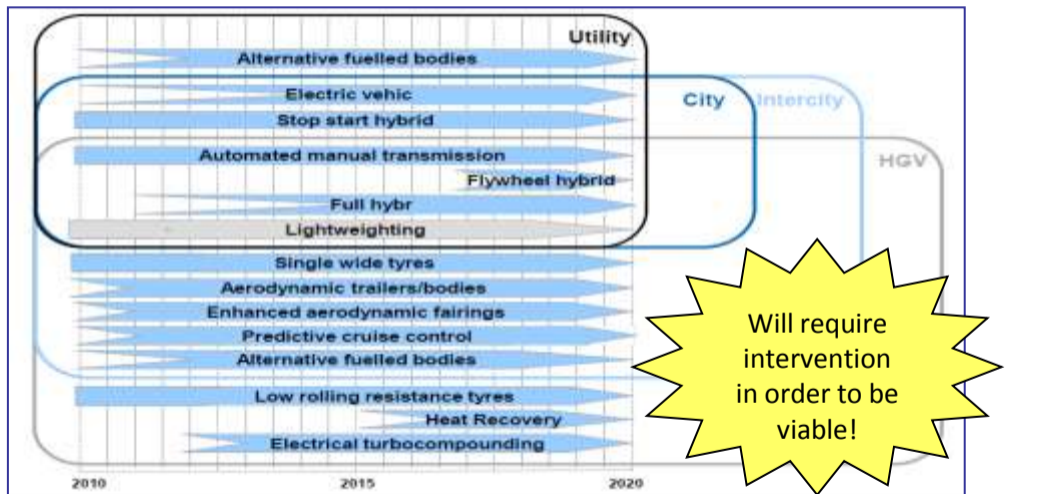 Utility
Alternative fuelled bodies
Electric vehic
City
Intercity
Stop start hybrid
Automated manual transmission
HGV
Flywheel hybrid
Full hybr
Lightweighting
Single wide tyres
Aerodynamic trailers/bodies
Enhanced aerodynamic fairings
Predictive cruise control
Alternative fuelled bodies
Low rolling resistance tyres
Heat Recovery
Electrical turbocompounding
2010
2015
2020
Will require
intervention
in order to be
viable!